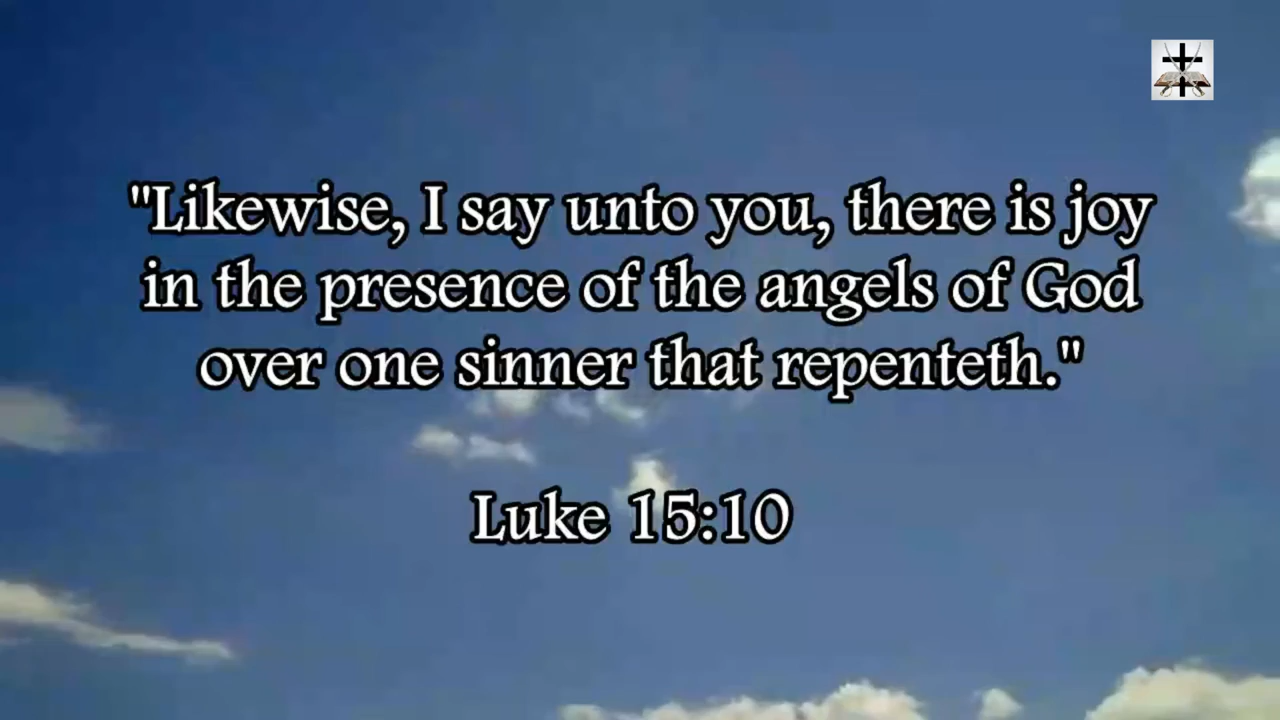 "Likewise, I say unto you, there is joy
in the presence of the angels of God
over one sinner that repenteth."
Luke 15:10